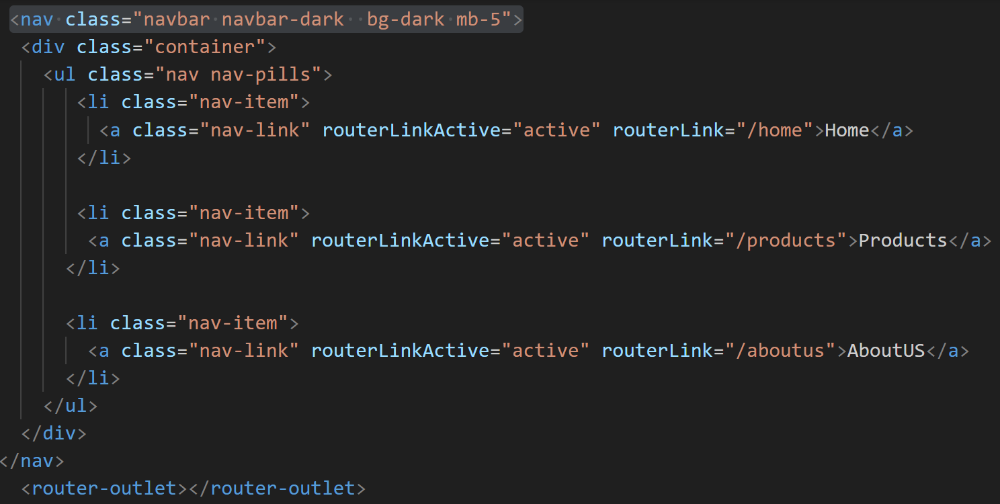 <nav class="navbar navbar-dark  bg-dark mb-5">
  <div class="container">
    <ul class="nav nav-pills">
       <li class="nav-item">
         <a class="nav-link" routerLinkActive="active" routerLink="/home">Home</a>
       </li>

       <li class="nav-item">
        <a class="nav-link" routerLinkActive="active" routerLink="/products">Products</a>
      </li>

      <li class="nav-item">
        <a class="nav-link" routerLinkActive="active" routerLink="/aboutus">AboutUS</a>
      </li>
    </ul>
  </div>
</nav>
  <router-outlet></router-outlet>